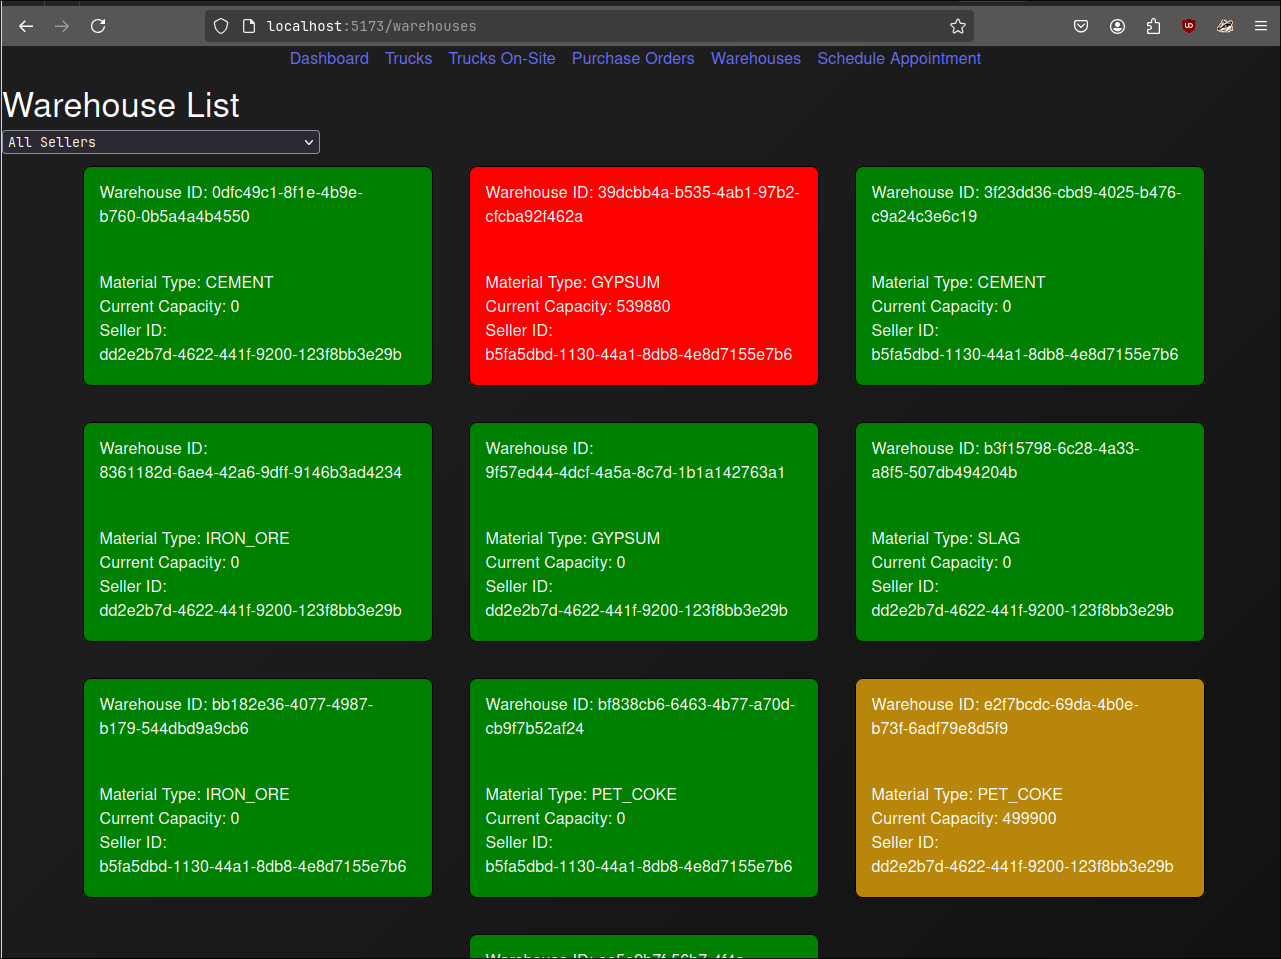 localhost:5173/warehouses
Dashboard Trucks Trucks On-Site Purchase Orders Warehouses Schedule Appointment
Warehouse List
All Sellers
Warehouse ID: 0dfc49c1-8f1e-4b9e-
b760-0b5a4a4b4550
Material Type: CEMENT
Current Capacity: 0
Seller ID:
dd2e2b7d-4622-441f-9200-123f8bb3e29b
Warehouse ID: 39dcbb4a-b535-4ab1-97b2-
cfcba92f462a
Material Type: GYPSUM
Current Capacity: 539880
Seller ID:
b5fa5dbd-1130-44a1-8db8-4e8d7155e7b6
Warehouse ID: 3f23dd36-cbd9-4025-b476-
c9a24c3e6c19
Material Type: CEMENT
Current Capacity: 0
Seller ID:
b5fa5dbd-1130-44a1-8db8-4e8d7155e7b6
Warehouse ID:
8361182d-6ae4-42a6-9dff-9146b3ad4234
Material Type: IRON_ORE
Current Capacity: 0
Seller ID:
dd2e2b7d-4622-441f-9200-123f8bb3e29b
Warehouse ID:
9f57ed44-4dcf-4a5a-8c7d-1b1a142763a1
Material Type: GYPSUM
Current Capacity: 0
Seller ID:
dd2e2b7d-4622-441f-9200-123f8bb3e29b
Warehouse ID: b3f15798-6c28-4a33-
a8f5-507db494204b
Material Type: SLAG
Current Capacity: 0
Seller ID:
dd2e2b7d-4622-441f-9200-123f8bb3e29b
Warehouse ID: bb182e36-4077-4987-
b179-544dbd9a9cb6
Material Type: IRON_ORE
Current Capacity: 0
Seller ID:
b5fa5dbd-1130-44a1-8db8-4e8d7155e7b6
Warehouse ID: bf838cb6-6463-4b77-a70d-
cb9f7b52af24
Material Type: PET_COKE
Current Capacity: 0
Seller ID:
b5fa5dbd-1130-44a1-8db8-4e8d7155e7b6
Warehouse ID: e2f7bcdc-69da-4b0e-
b73f-6adf79e8d5f9
Material Type: PET_COKE
Current Capacity: 499900
Seller ID:
dd2e2b7d-4622-441f-9200-123f8bb3e29b
Warehouse ID: